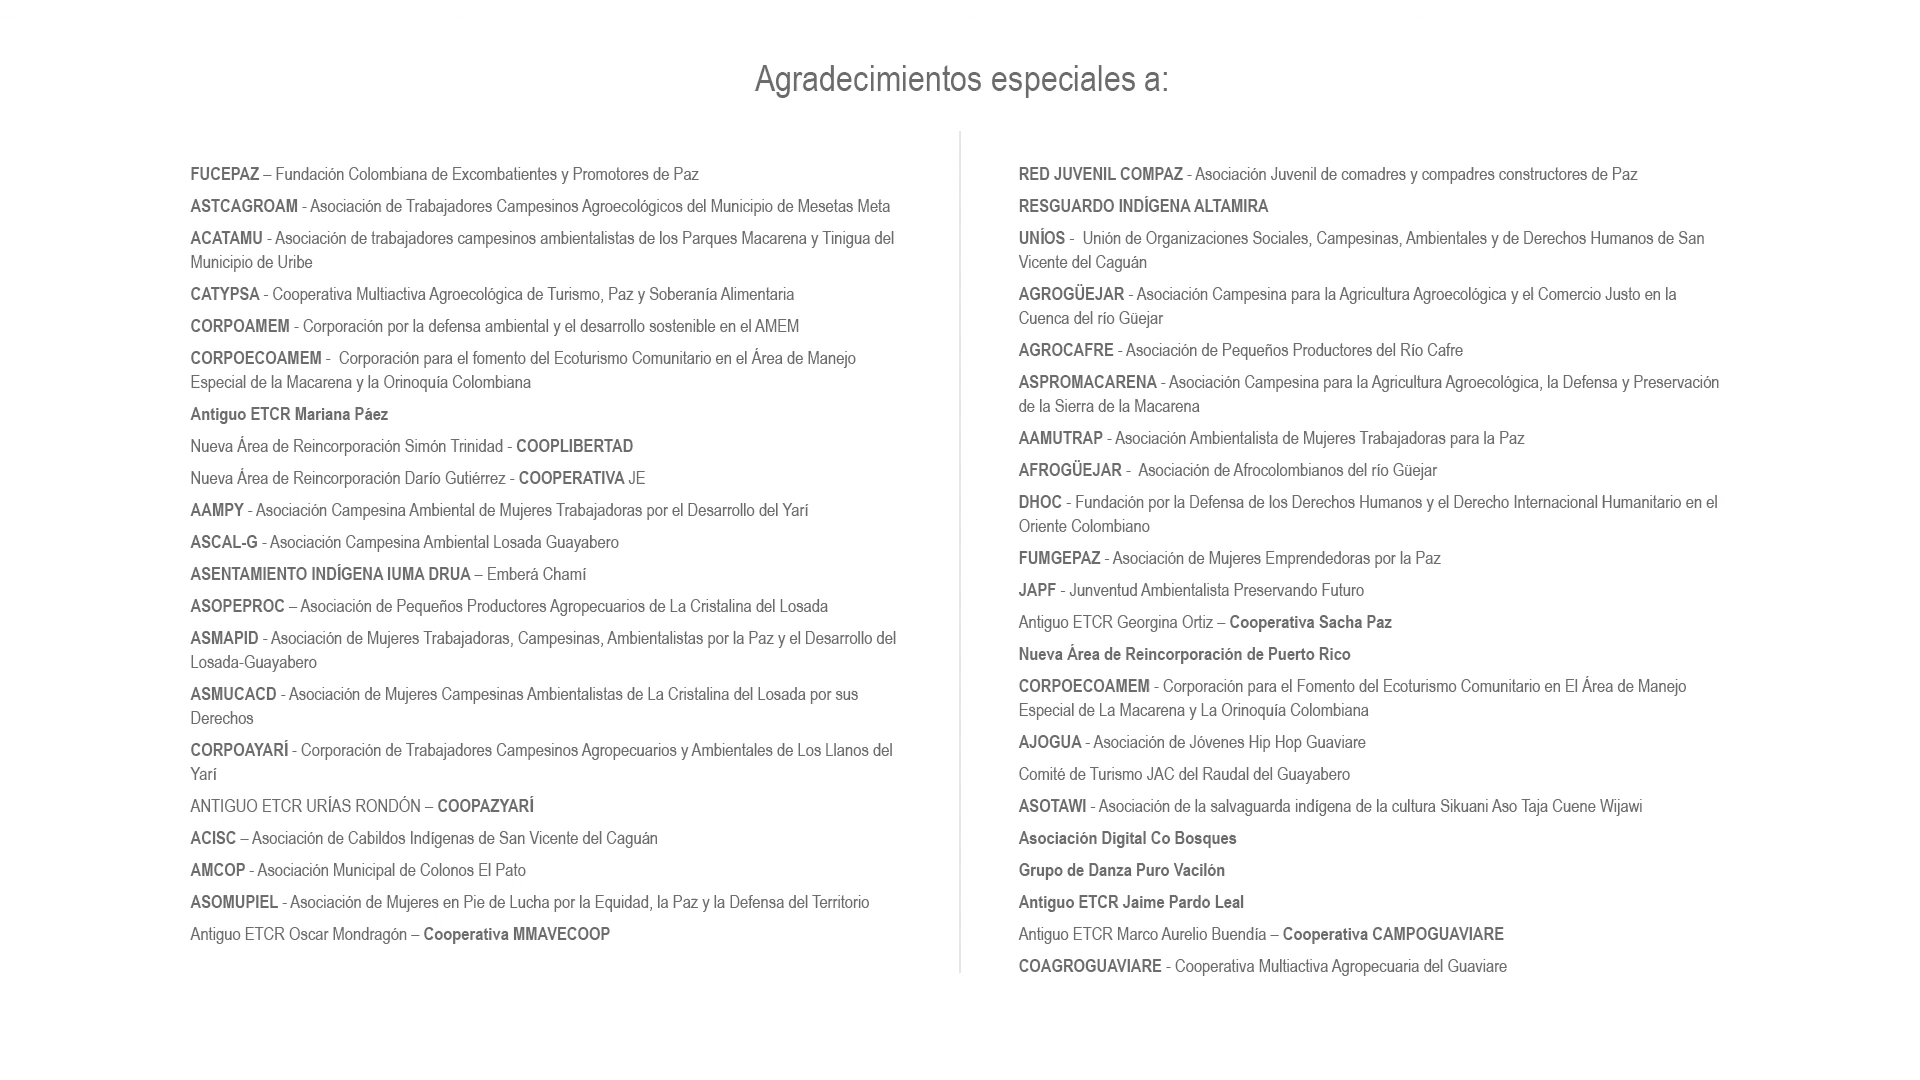 Agradecimientos especiales a:
FUCEPAZ – Fundación Colombiana de Excombatientes y Promotores de Paz
ASTCAGROAM - Asociación de Trabajadores Campesinos Agroecológicos del Municipio de Mesetas Meta
ACATAMU - Asociación de trabajadores campesinos ambientalistas de los Parques Macarena y Tinigua del
Municipio de Uribe
CATYPSA - Cooperativa Multiactiva Agroecológica de Turismo, Paz y Soberanía Alimentaria
CORPOAMEM - Corporación por la defensa ambiental y el desarrollo sostenible en el AMEM
CORPOECOAMEM -  Corporación para el fomento del Ecoturismo Comunitario en el Área de Manejo
Especial de la Macarena y la Orinoquía Colombiana
Antiguo ETCR Mariana Páez
Nueva Área de Reincorporación Simón Trinidad - COOPLIBERTAD
Nueva Área de Reincorporación Darío Gutiérrez - COOPERATIVA JE
AAMPY - Asociación Campesina Ambiental de Mujeres Trabajadoras por el Desarrollo del Yarí
ASCAL-G - Asociación Campesina Ambiental Losada Guayabero
ASENTAMIENTO INDÍGENA IUMA DRUA – Emberá Chamí
ASOPEPROC – Asociación de Pequeños Productores Agropecuarios de La Cristalina del Losada
ASMAPID - Asociación de Mujeres Trabajadoras, Campesinas, Ambientalistas por la Paz y el Desarrollo del
Losada-Guayabero
ASMUCACD - Asociación de Mujeres Campesinas Ambientalistas de La Cristalina del Losada por sus
Derechos
CORPOAYARÍ - Corporación de Trabajadores Campesinos Agropecuarios y Ambientales de Los Llanos del
Yarí
ANTIGUO ETCR URÍAS RONDÓN – COOPAZYARÍ
ACISC – Asociación de Cabildos Indígenas de San Vicente del Caguán
AMCOP - Asociación Municipal de Colonos El Pato
ASOMUPIEL - Asociación de Mujeres en Pie de Lucha por la Equidad, la Paz y la Defensa del Territorio
Antiguo ETCR Oscar Mondragón – Cooperativa MMAVECOOP
RED JUVENIL COMPAZ - Asociación Juvenil de comadres y compadres constructores de Paz
RESGUARDO INDÍGENA ALTAMIRA
UNÍOS -  Unión de Organizaciones Sociales, Campesinas, Ambientales y de Derechos Humanos de San
Vicente del Caguán
AGROGÜEJAR - Asociación Campesina para la Agricultura Agroecológica y el Comercio Justo en la
Cuenca del río Güejar
AGROCAFRE - Asociación de Pequeños Productores del Río Cafre
ASPROMACARENA - Asociación Campesina para la Agricultura Agroecológica, la Defensa y Preservación
de la Sierra de la Macarena
AAMUTRAP - Asociación Ambientalista de Mujeres Trabajadoras para la Paz
AFROGÜEJAR -  Asociación de Afrocolombianos del río Güejar
DHOC - Fundación por la Defensa de los Derechos Humanos y el Derecho Internacional Humanitario en el
Oriente Colombiano
FUMGEPAZ - Asociación de Mujeres Emprendedoras por la Paz
JAPF - Junventud Ambientalista Preservando Futuro
Antiguo ETCR Georgina Ortiz – Cooperativa Sacha Paz
Nueva Área de Reincorporación de Puerto Rico
CORPOECOAMEM - Corporación para el Fomento del Ecoturismo Comunitario en El Área de Manejo
Especial de La Macarena y La Orinoquía Colombiana
AJOGUA - Asociación de Jóvenes Hip Hop Guaviare
Comité de Turismo JAC del Raudal del Guayabero
ASOTAWI - Asociación de la salvaguarda indígena de la cultura Sikuani Aso Taja Cuene Wijawi
Asociación Digital Co Bosques
Grupo de Danza Puro Vacilón
Antiguo ETCR Jaime Pardo Leal
Antiguo ETCR Marco Aurelio Buendía – Cooperativa CAMPOGUAVIARE
COAGROGUAVIARE - Cooperativa Multiactiva Agropecuaria del Guaviare